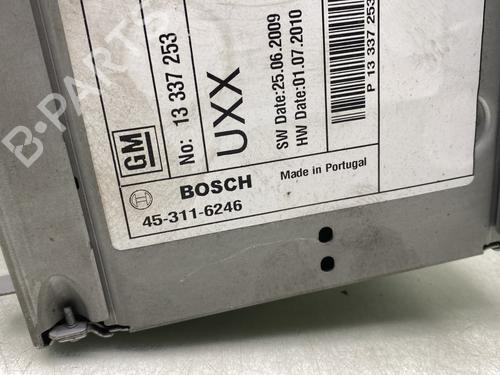 GM
No: 13 337 253
UXX
SW Date:25.06.2009
HW Date:01.07.2010
P 13 337 253
BOSCH
Made in Portugal
45-311-6246
B-PARTS